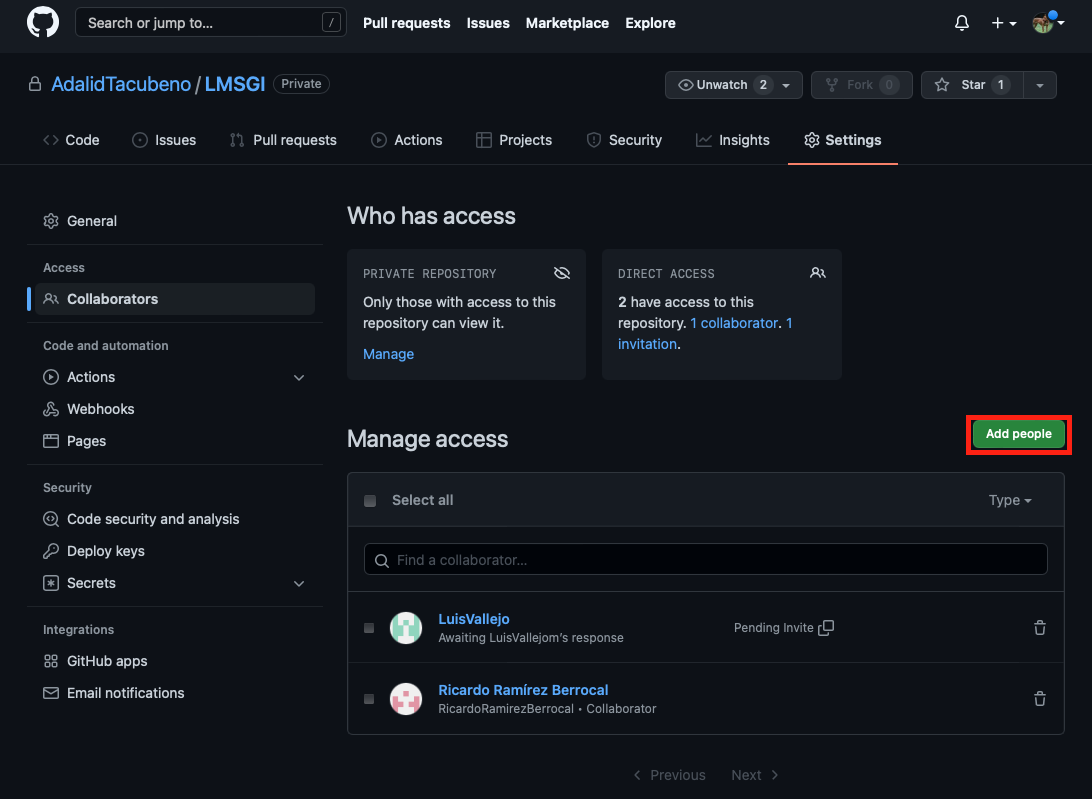 Search or jump to... /
Pull requests Issues Marketplace Explore
AdalidTacubeno / LMSGI Private
Unwatch 2 Fork 0 Star 1
Code Issues Pull requests Actions Projects Security Insights Settings
General
Access
Collaborators
Code and automation
Actions
Webhooks
Pages
Security
Code security and analysis
Deploy keys
Secrets
Integrations
GitHub apps
Email notifications
Who has access
PRIVATE REPOSITORY
Only those with access to this
repository can view it.
Manage
DIRECT ACCESS
2 have access to this
repository. 1 collaborator. 1
invitation.
Manage access
Add people
Select all Type
Find a collaborator...
LuisVallejo
Awaiting LuisVallejom's response
Pending Invite
Ricardo Ramírez Berrocal
RicardoRamirezBerrocal • Collaborator
Previous Next